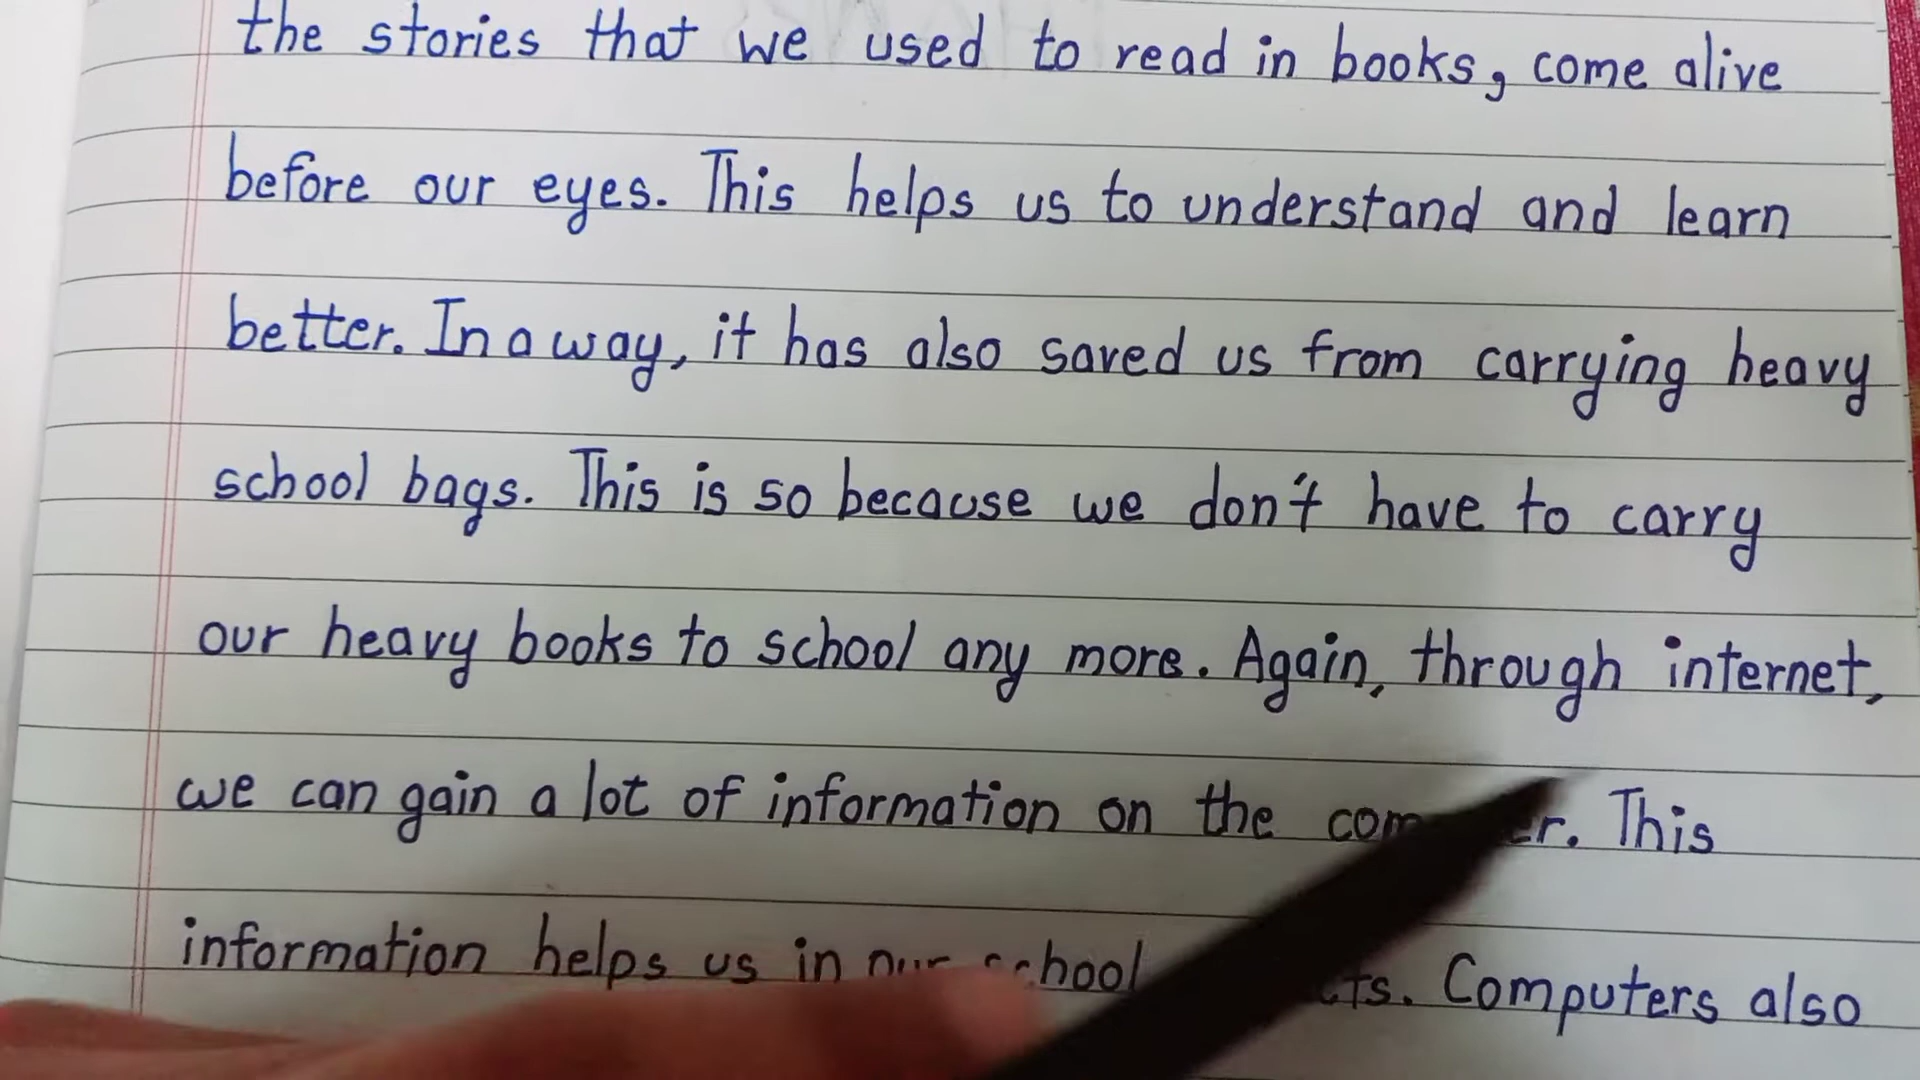 the stories that we used to read in books, come alive
before our eyes. This helps us to understand and learn
better. In a way, it has also saved us from carrying heavy
school bags. This is so because we don't have to carry
our heavy books to school any more. Again, through internet,
we can gain a lot of information on the This
information helps us in our school Computers also